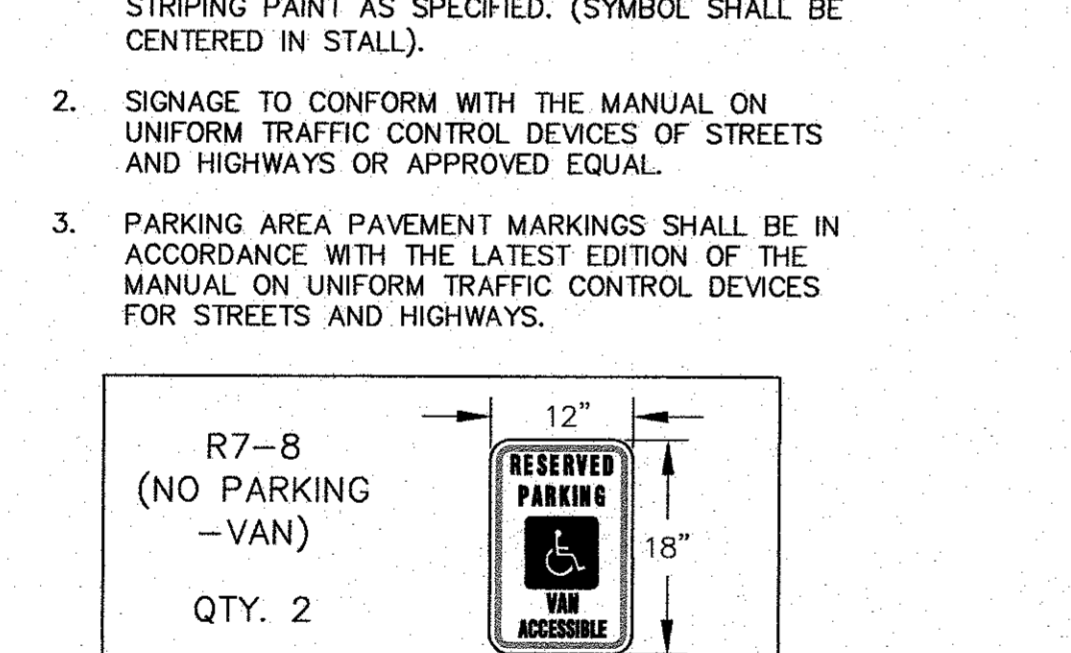 STRIPING PAINT AS SPECIFIED. (SYMBOL SHALL BE
CENTERED IN STALL).
2. SIGNAGE TO CONFORM WITH THE MANUAL ON
UNIFORM TRAFFIC CONTROL DEVICES OF STREETS
AND HIGHWAYS OR APPROVED EQUAL.
3. PARKING AREA PAVEMENT MARKINGS SHALL BE IN
ACCORDANCE WITH THE LATEST EDITION OF THE
MANUAL ON UNIFORM TRAFFIC CONTROL DEVICES
FOR STREETS AND HIGHWAYS.
R7-8
(NO PARKING
-VAN)
QTY. 2
12"
RESERVED
PARKING
VAN
ACCESSIBLE
18"